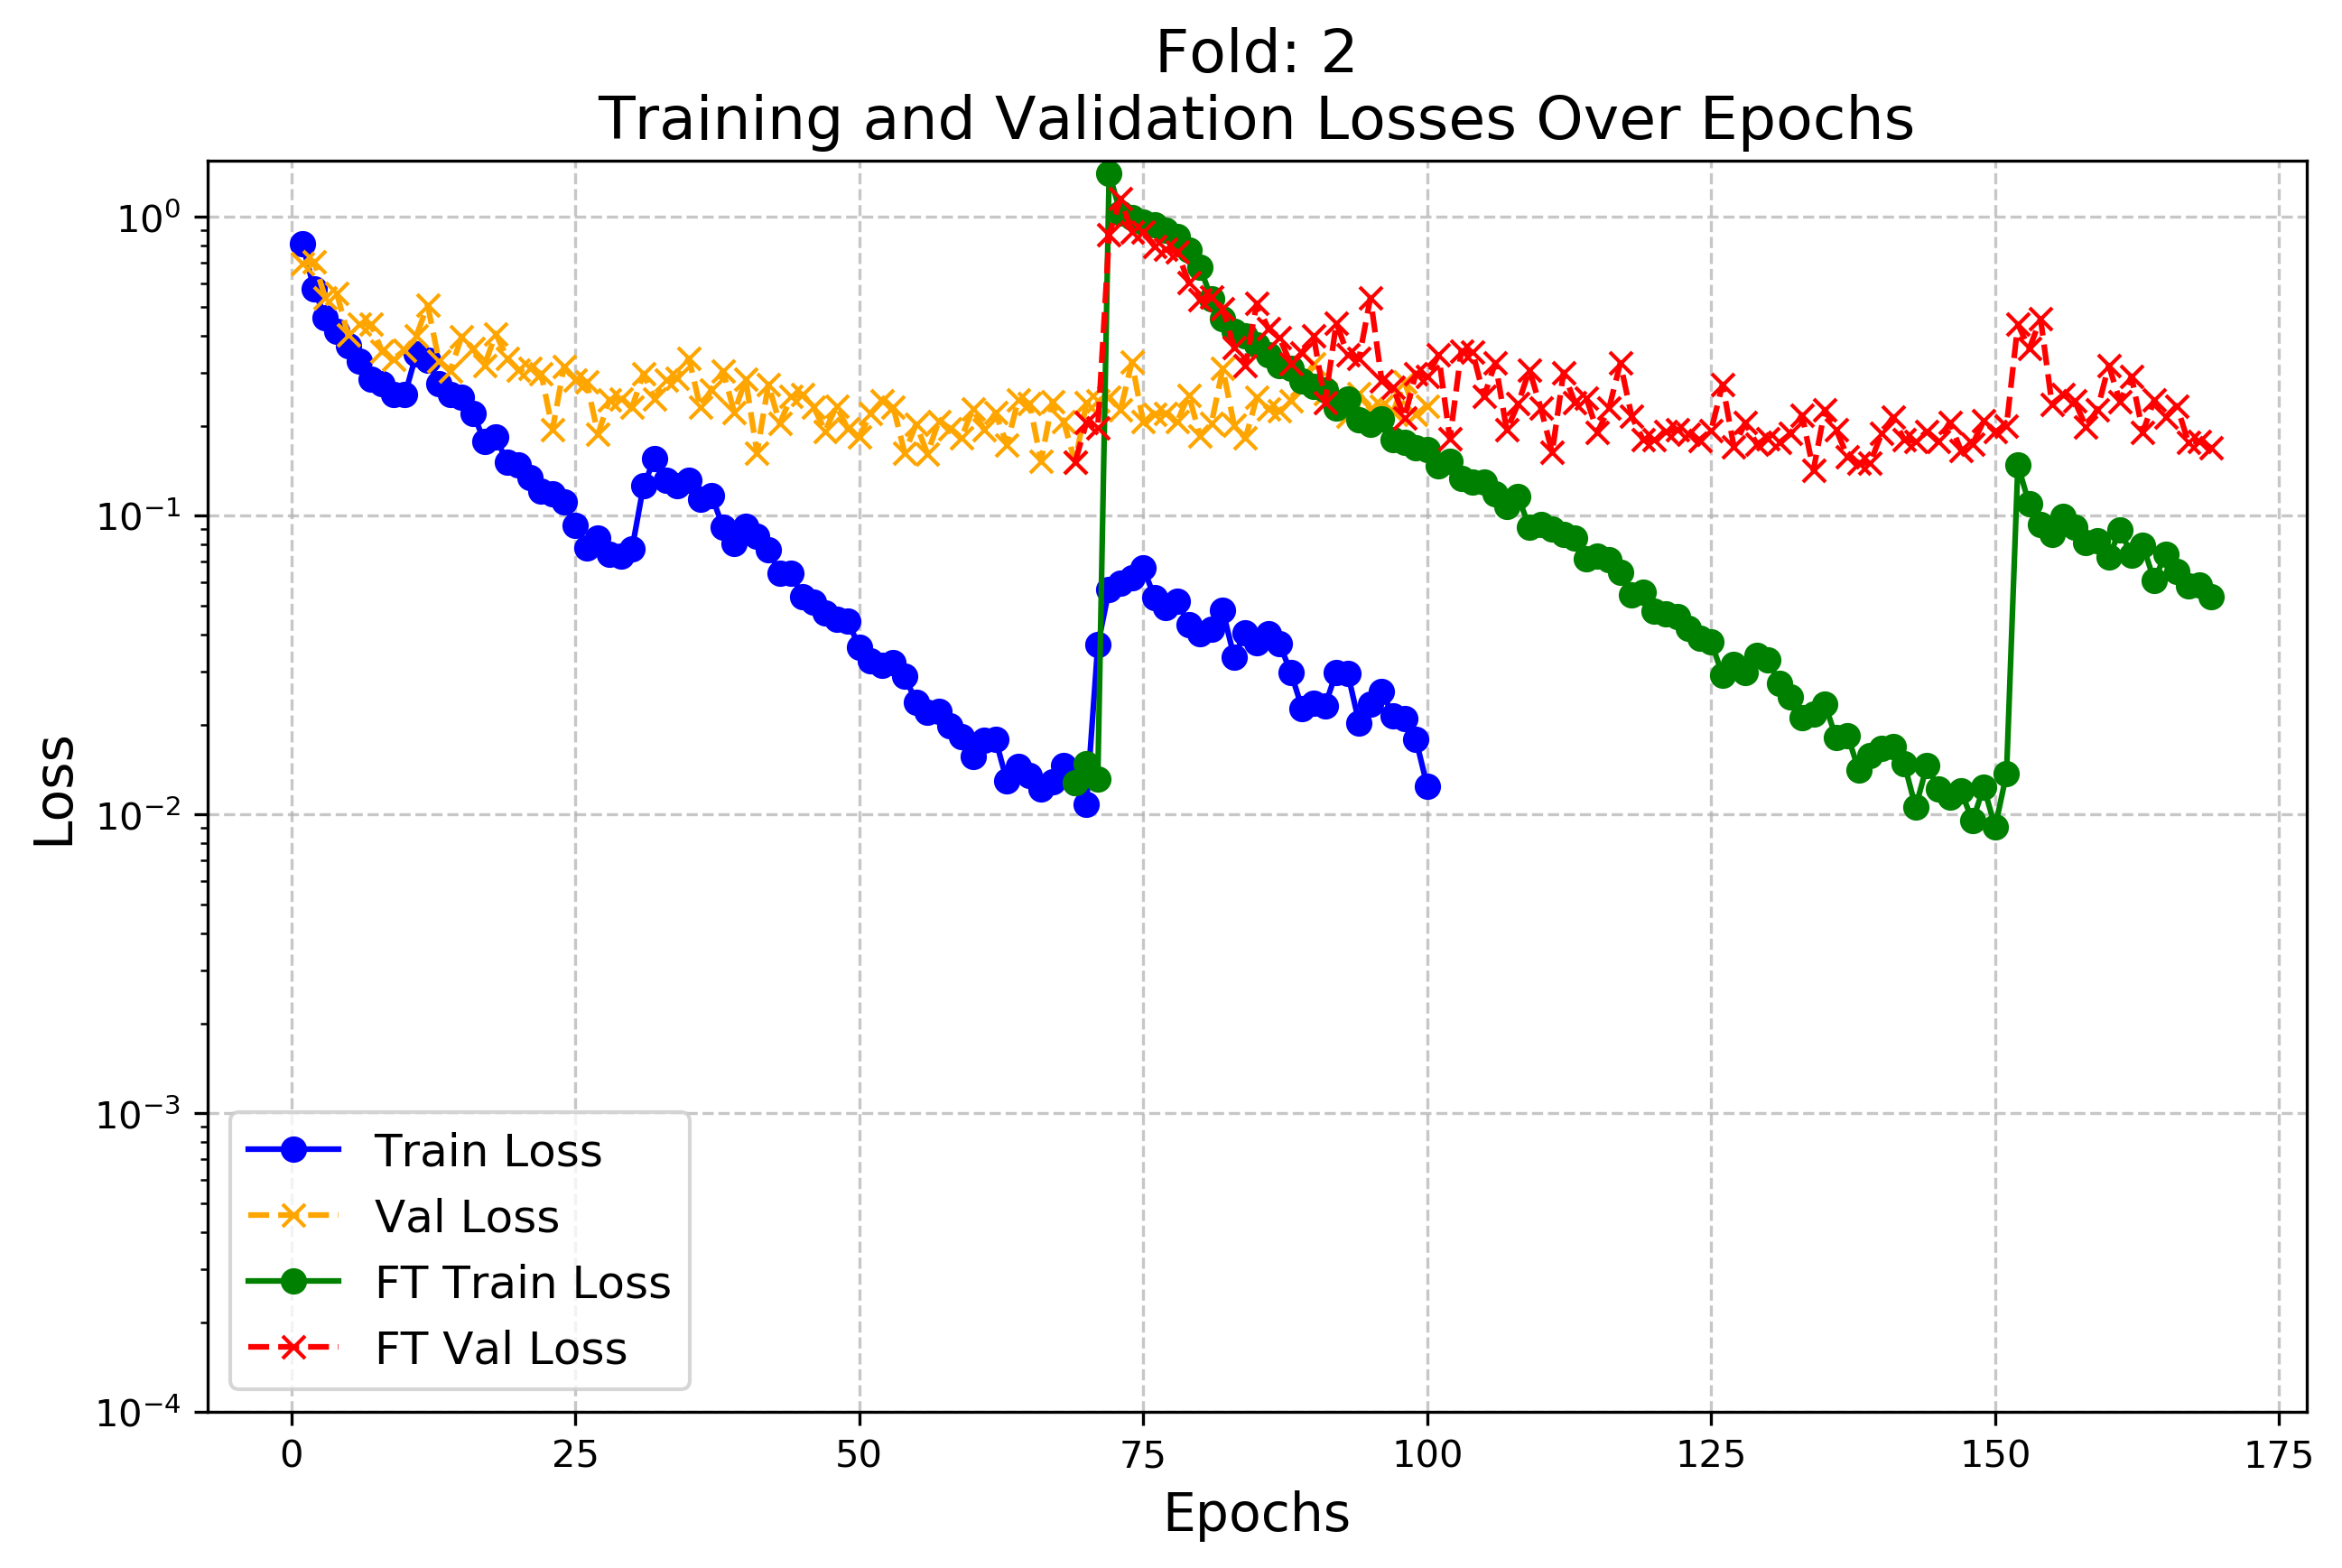 Fold: 2
Training and Validation Losses Over Epochs
10⁰
10⁻¹
10⁻²
10⁻³
10⁻⁴
Loss
Train Loss
Val Loss
FT Train Loss
FT Val Loss
0 25 50 75 100 125 150 175
Epochs